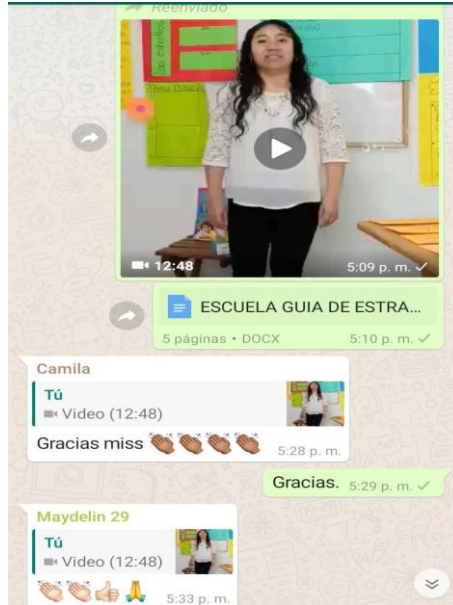 Reenviado
12:48
5:09 p. m.
ESCUELA GUIA DE ESTRA...
5 páginas • DOCX
5:10 p. m.
Camila
Tú
Video (12:48)
Gracias miss 👏🏽👏🏽👏🏽👏🏽
5:28 p. m.
Gracias. 5:29 p. m.
Maydelin 29
Tú
Video (12:48)
👏🏼👏🏼👍🏼🙏
5:33 p. m.